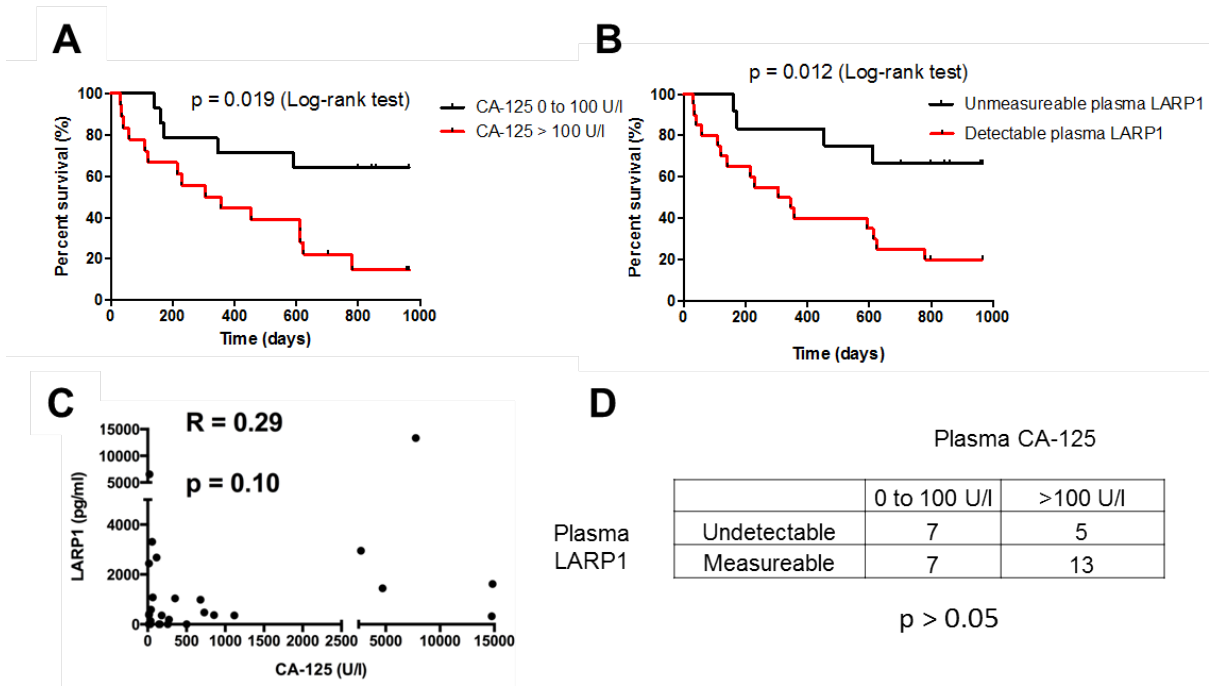 A
p = 0.019 (Log-rank test)
CA-125 0 to 100 U/l
CA-125 > 100 U/l
Percent survival (%)
100
80
60
40
20
0
0 200 400 600 800 1000
Time (days)
B
p = 0.012 (Log-rank test)
Unmeasureable plasma LARP1
Detectable plasma LARP1
Percent survival (%)
100
80
60
40
20
0
0 200 400 600 800 1000
Time (days)
C
R = 0.29
p = 0.10
LARP1 (pg/ml)
15000
10000
5000
4000
2000
0
0 500 1000 1500 2000 2500 5000 10000 15000
CA-125 (U/l)
D
Plasma CA-125
0 to 100 U/l >100 U/l
Plasma
LARP1
Undetectable 7 5
Measureable 7 13
p > 0.05